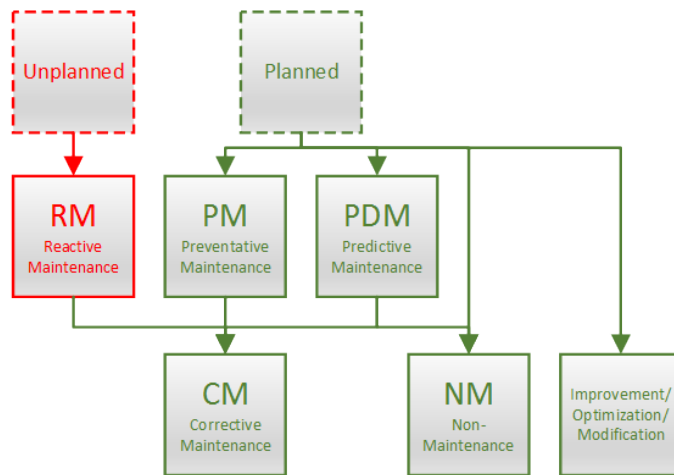 Unplanned
Planned
RM
Reactive
Maintenance
PM
Preventative
Maintenance
PDM
Predictive
Maintenance
CM
Corrective
Maintenance
NM
Non-
Maintenance
Improvement/
Optimization/
Modification